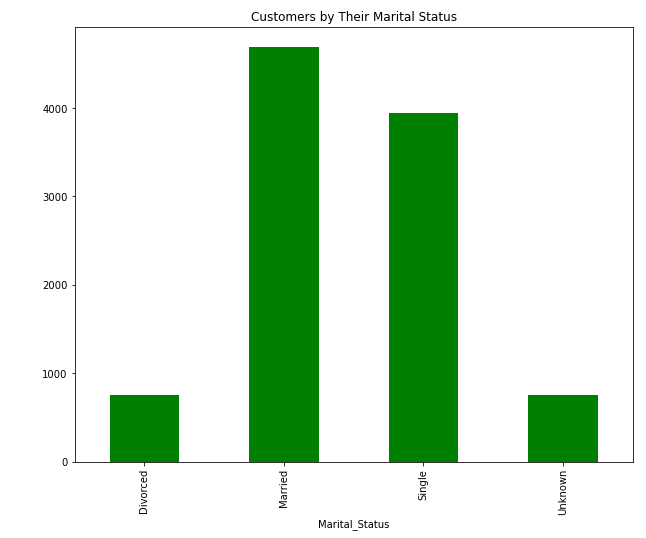 Customers by Their Marital Status
4000
3000
2000
1000
0
Divorced
Married
Single
Unknown
Marital_Status